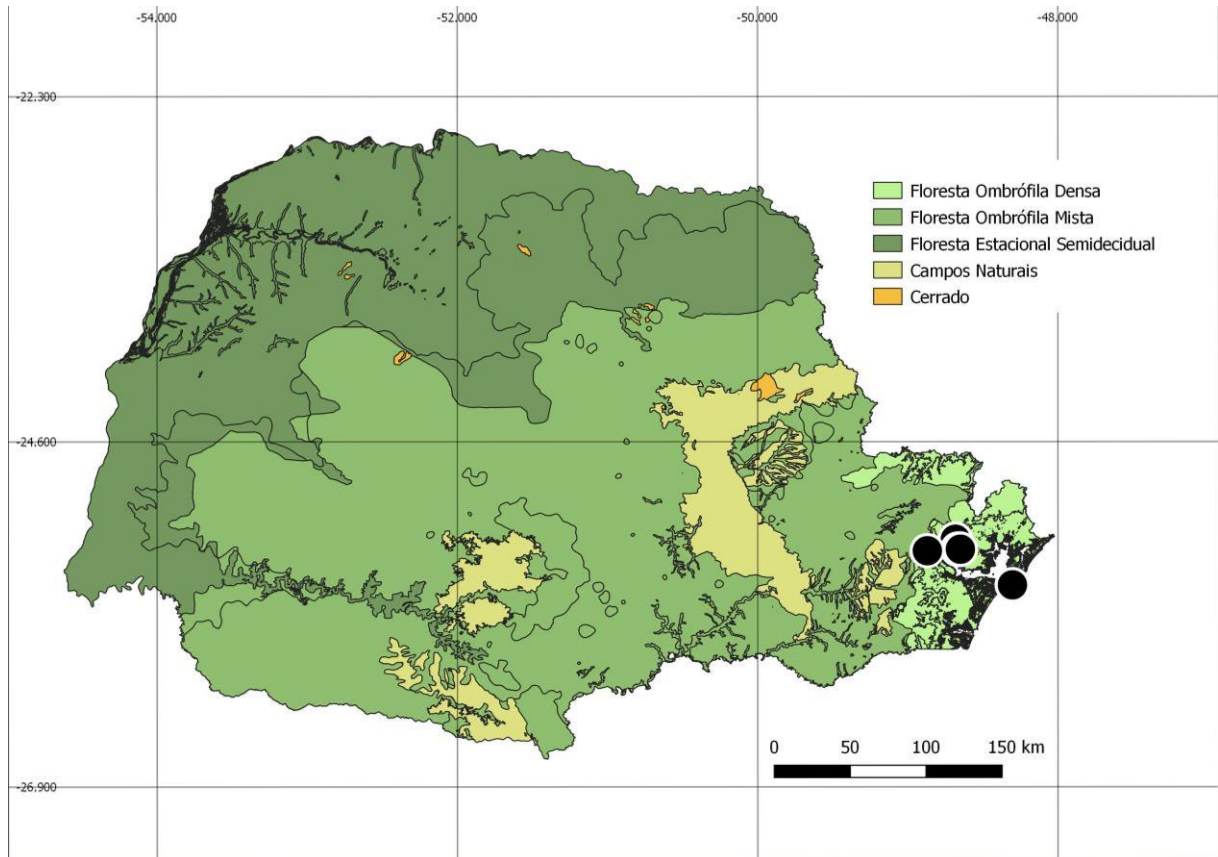 -54.000 -52.000 -50.000 -48.000
-22.300
Floresta Ombrófila Densa
Floresta Ombrófila Mista
Floresta Estacional Semidecidual
Campos Naturais
Cerrado
-24.600
0 50 100 150 km
-26.900